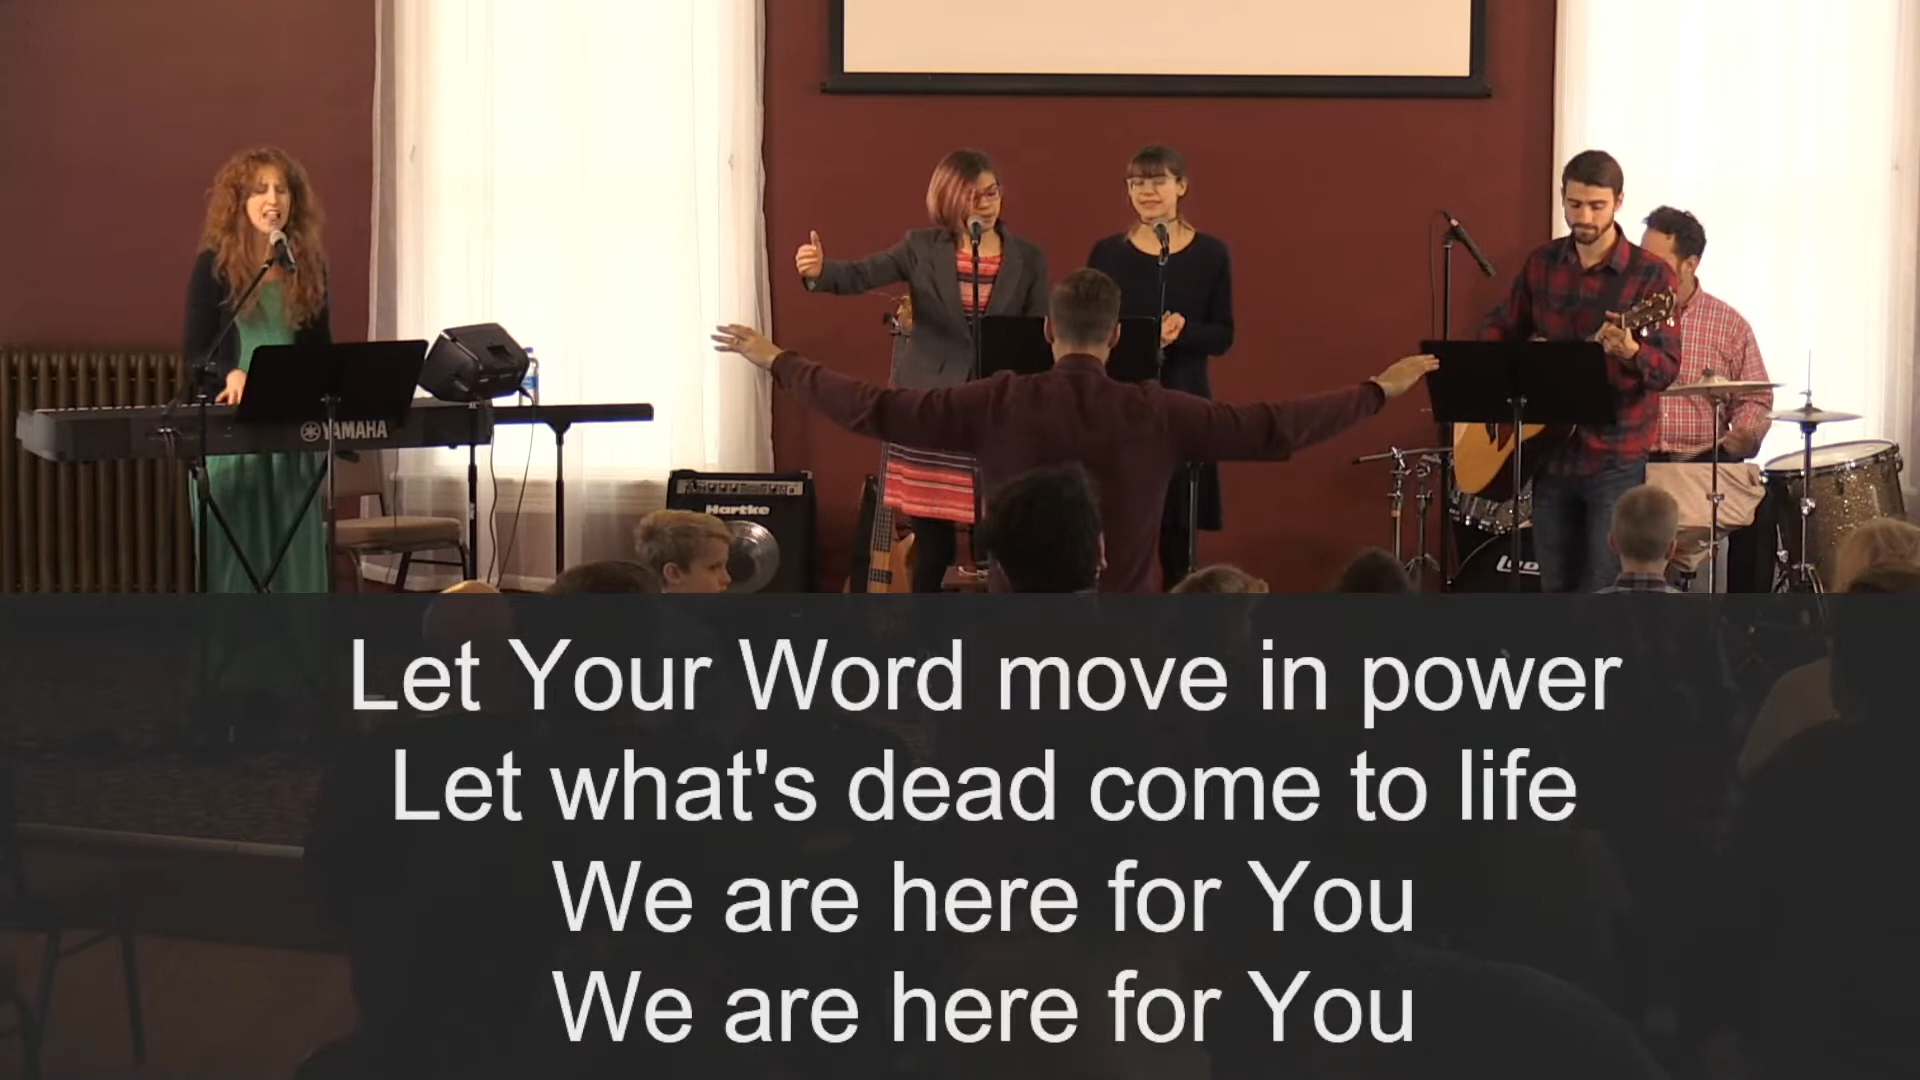 YAMAHA
Hartke
Let Your Word move in power
Let what's dead come to life
We are here for You
We are here for You